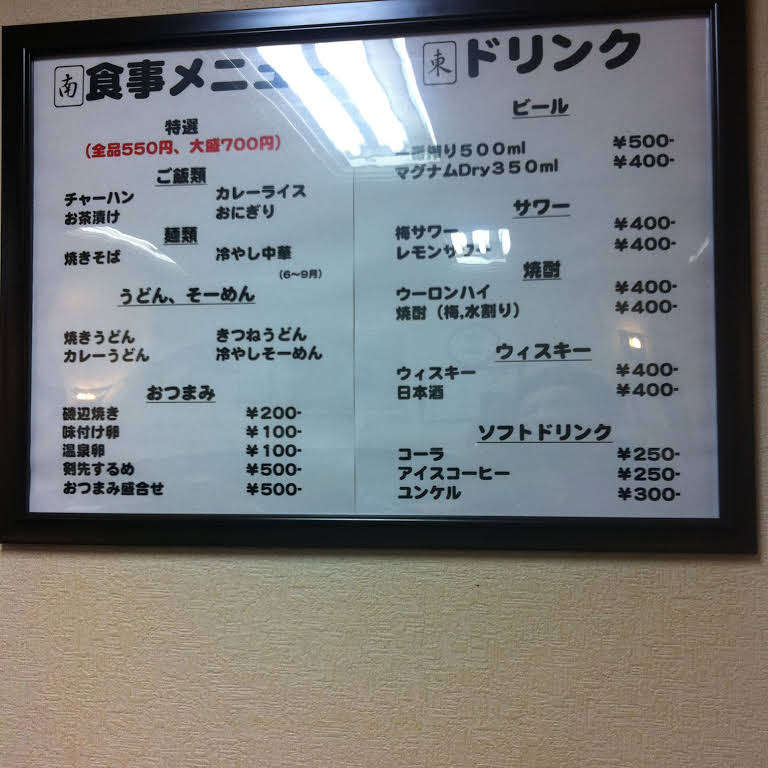 南 食事メニュー
特選
(全品550円、大盛700円)
ご飯類
チャーハン カレーライス
お茶漬け おにぎり
麺類
焼きそば 冷やし中華
(6～9月)
うどん、そーめん
焼きうどん きつねうどん
カレーうどん 冷やしそーめん
おつまみ
磯辺焼き ¥200-
味付け卵 ¥100-
温泉卵 ¥100-
剣先するめ ¥500-
おつまみ盛合せ ¥500-
東 ドリンク
ビール
一番搾り500ml ¥500-
マグナムDry350ml ¥400-
サワー
梅サワー ¥400-
レモンサワー ¥400-
焼酎
ウーロンハイ ¥400-
焼酎(梅,水割り) ¥400-
ウィスキー
ウィスキー ¥400-
日本酒 ¥400-
ソフトドリンク
コーラ ¥250-
アイスコーヒー ¥250-
ユンケル ¥300-